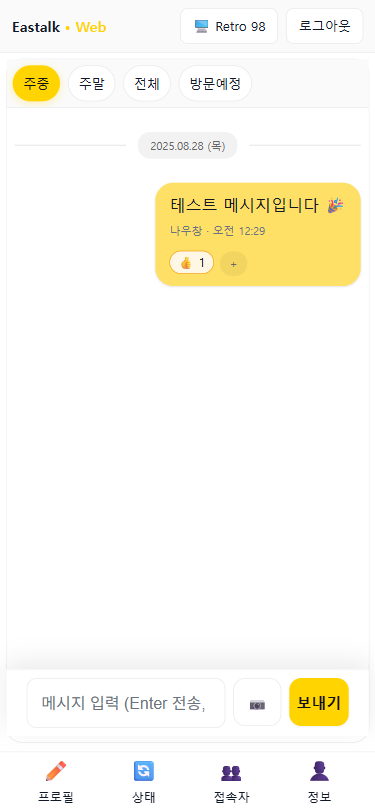 Eastalk • Web
Retro 98
로그아웃
주중
주말
전체
방문예정
2025.08.28 (목)
테스트 메시지입니다 🎉
나우창 · 오전 12:29
👍 1
+
메시지 입력 (Enter 전송,
보내기
프로필
상태
접속자
정보